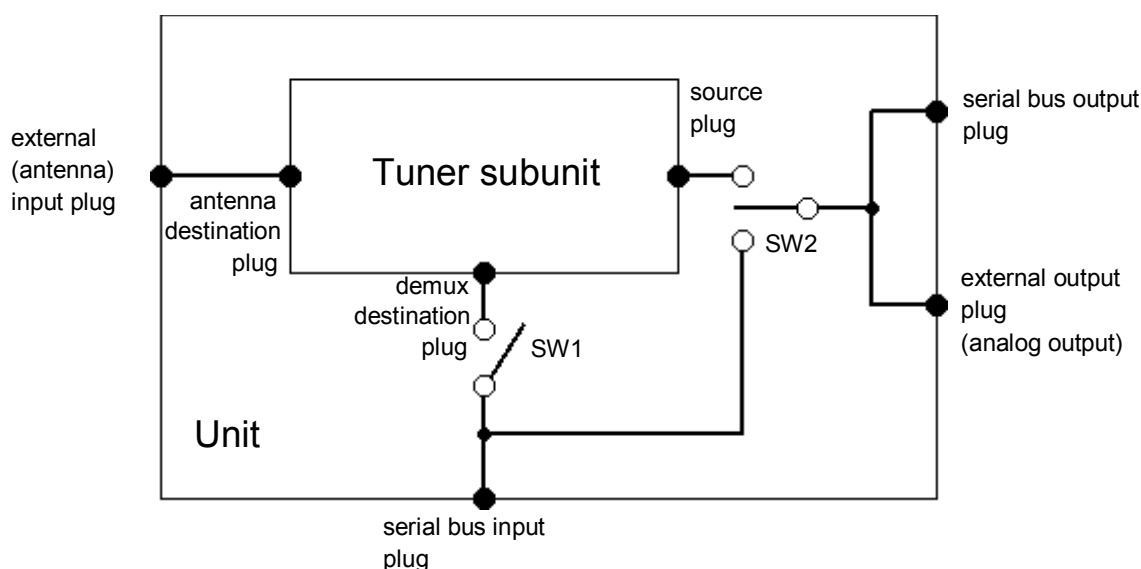 external
(antenna)
input plug
antenna
destination
plug
Tuner subunit
source
plug
serial bus output
plug
SW2
external output
plug
(analog output)
demux
destination
plug
SW1
Unit
serial bus input
plug